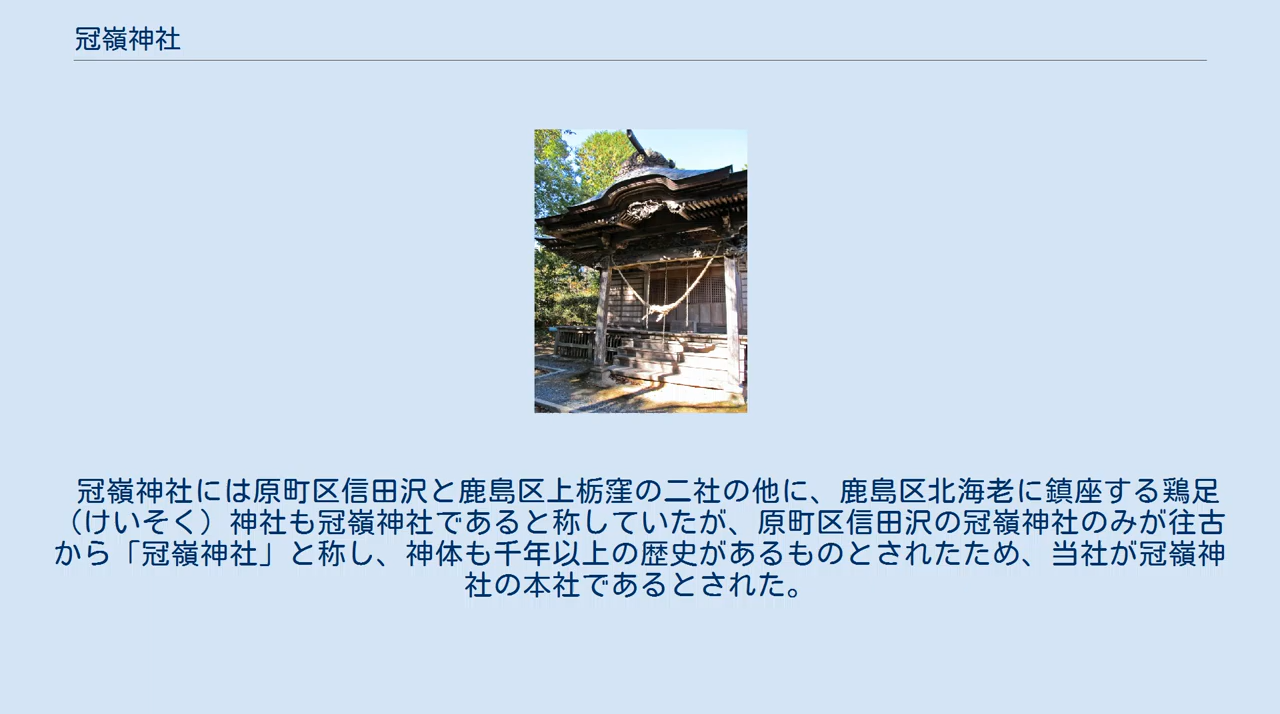 冠嶺神社
冠嶺神社には原町区信田沢と鹿島区上栃窪の二社の他に、鹿島区北海老に鎮座する鶏足
（けいそく）神社も冠嶺神社であると称していたが、原町区信田沢の冠嶺神社のみが往古
から「冠嶺神社」と称し、神体も千年以上の歴史があるものとされたため、当社が冠嶺神
社の本社であるとされた。